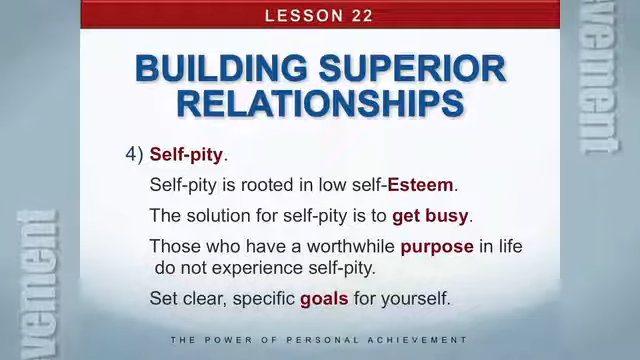 LESSON 22
BUILDING SUPERIOR
RELATIONSHIPS
4) Self-pity.
Self-pity is rooted in low self-Esteem.
The solution for self-pity is to get busy.
Those who have a worthwhile purpose in life
do not experience self-pity.
Set clear, specific goals for yourself.
THE POWER OF PERSONAL ACHIEVEMENT
vement
evement